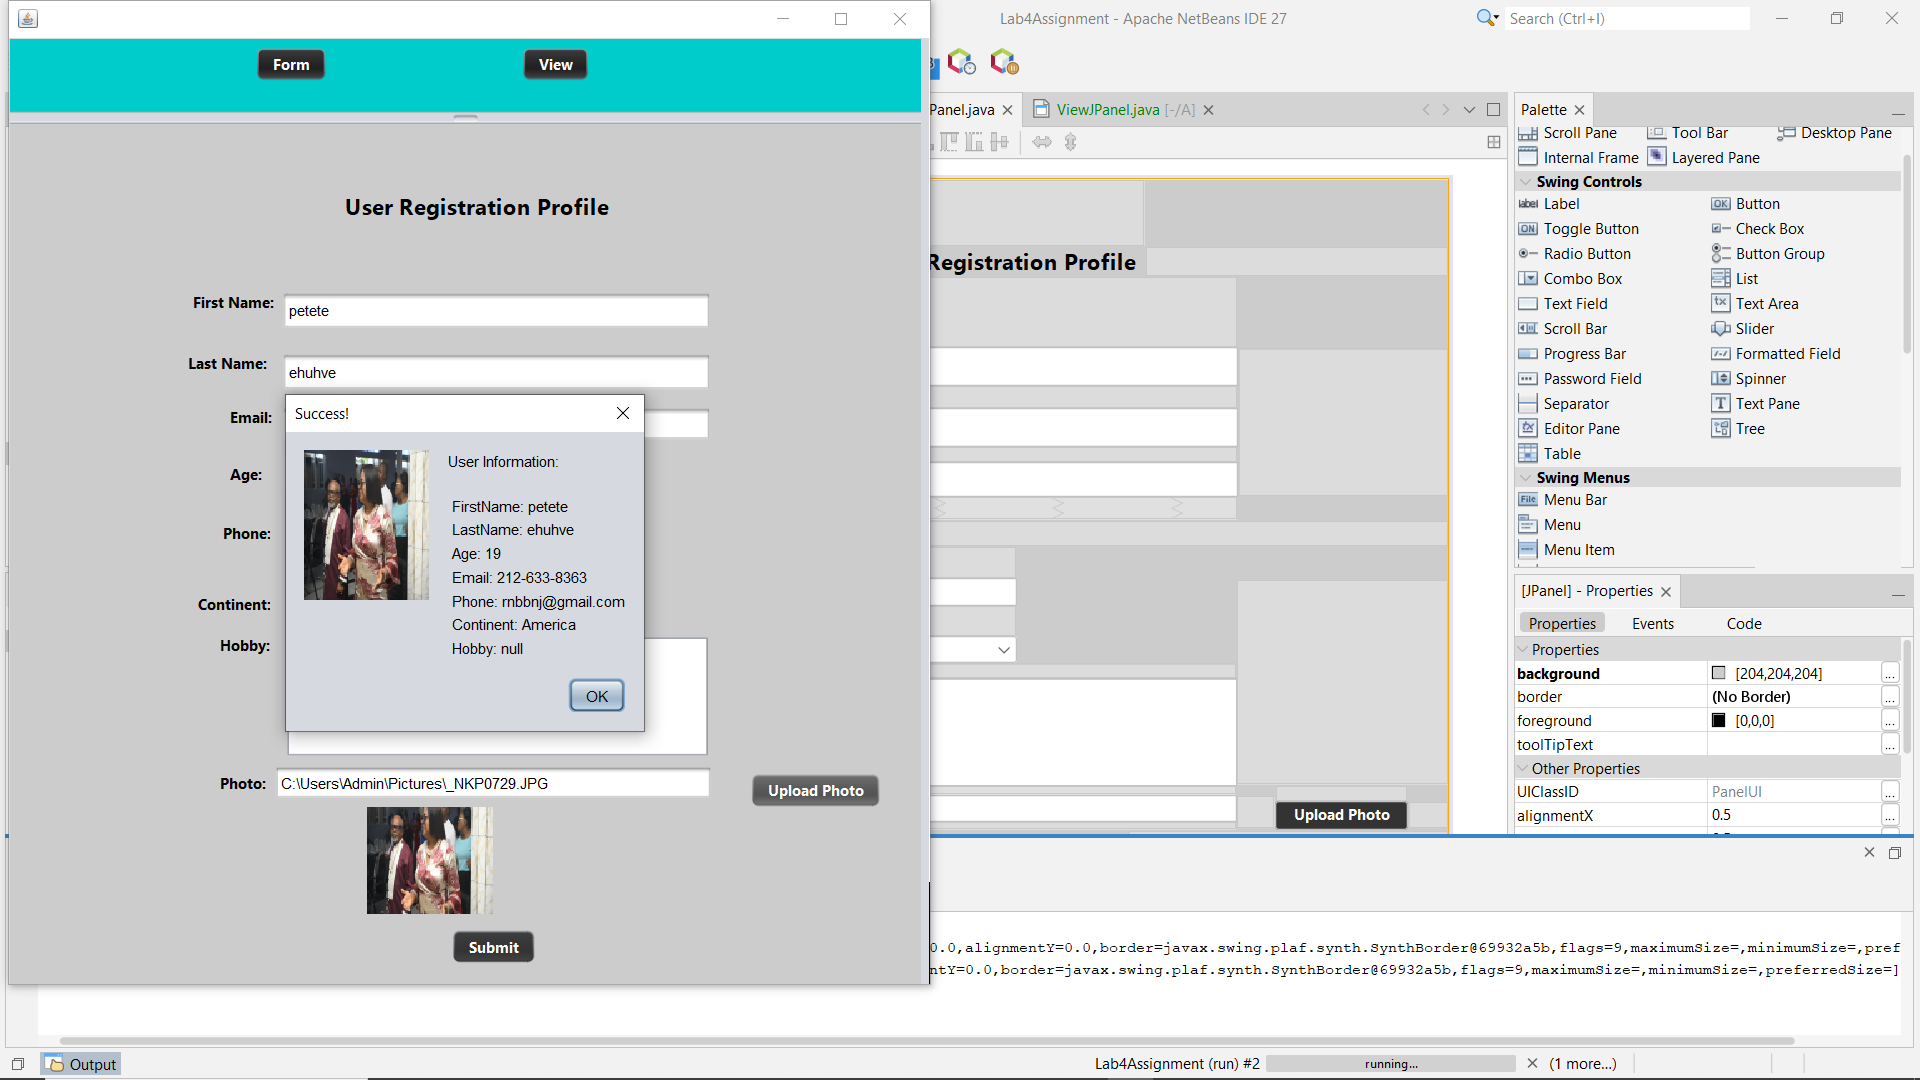 Lab4Assignment - Apache NetBeans IDE 27
Search (Ctrl+I)
Form
View
User Registration Profile
First Name:
petete
Last Name:
ehuhve
Email:
Age:
Phone:
Continent:
Hobby:
Success!
User Information:
FirstName: petete
LastName: ehuhve
Age: 19
Email: 212-633-8363
Phone: rnbbnj@gmail.com
Continent: America
Hobby: null
OK
Photo:
C:\Users\Admin\Pictures\_NKP0729.JPG
Upload Photo
Submit
Panel.java
ViewJPanel.java [-/A]
Registration Profile
Upload Photo
Palette
Scroll Pane
Tool Bar
Desktop Pane
Internal Frame
Layered Pane
Swing Controls
label Label
OK Button
ON Toggle Button
Check Box
Radio Button
Button Group
Combo Box
List
Text Field
Text Area
Scroll Bar
Slider
Progress Bar
Formatted Field
Password Field
Spinner
Separator
Text Pane
Editor Pane
Tree
Table
Swing Menus
File Menu Bar
Menu
Menu Item
[JPanel] - Properties
Properties
Events
Code
Properties
background
[204,204,204]
...
border
(No Border)
...
foreground
[0,0,0]
...
toolTipText
...
Other Properties
UIClassID
PanelUI
...
alignmentX
0.5
...
0.0,alignmentY=0.0,border=javax.swing.plaf.synth.SynthBorder@69932a5b,flags=9,maximumSize=,minimumSize=,pref
ntY=0.0,border=javax.swing.plaf.synth.SynthBorder@69932a5b,flags=9,maximumSize=,minimumSize=,preferredSize=]
Output
Lab4Assignment (run) #2
running...
(1 more...)